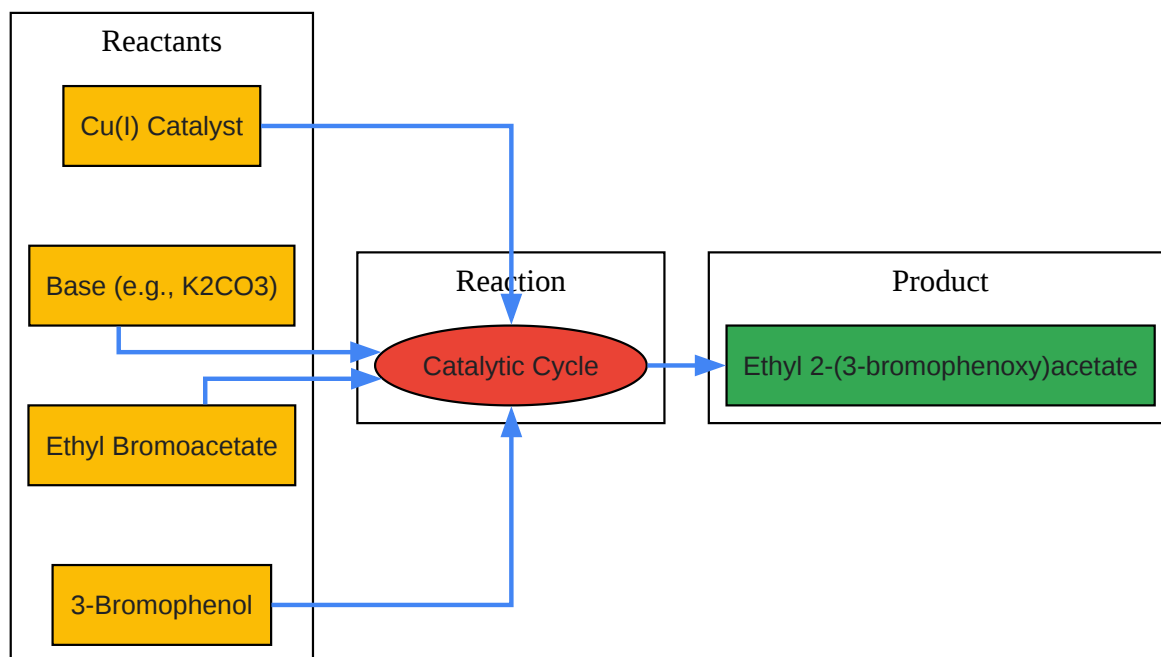 Reactants
Cu(I) Catalyst
Base (e.g., K2CO3)
Ethyl Bromoacetate
3-Bromophenol
Reaction
Catalytic Cycle
Product
Ethyl 2-(3-bromophenoxy)acetate